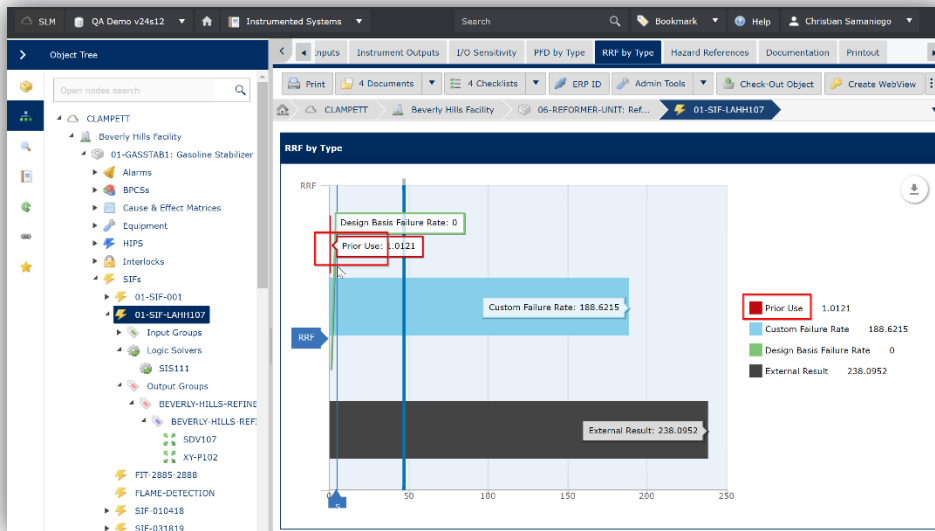 SLM
QA Demo v24s12
Instrumented Systems
Search
Bookmark
Help
Christian Samaniego
Object Tree
Open nodes search
CLAMPETT
Beverly Hills Facility
01-GASSTAB1: Gasoline Stabilizer
Alarms
BPCSs
Cause & Effect Matrices
Equipment
HIPS
Interlocks
SIFs
01-SIF-001
01-SIF-LAHH107
Input Groups
Logic Solvers
SIS111
Output Groups
BEVERLY-HILLS-REFINE
BEVERLY-HILLS-REF
SDV107
XY-P102
FIT-2885-2888
FLAME-DETECTION
SIF-010418
SIF-031819
Inputs
Instrument Outputs
I/O Sensitivity
PFD by Type
RRF by Type
Hazard References
Documentation
Printout
Print
4 Documents
4 Checklists
ERP ID
Admin Tools
Check-Out Object
Create WebView
CLAMPETT
Beverly Hills Facility
06-REFORMER-UNIT: Ref...
01-SIF-LAHH107
RRF by Type
RRF
Design Basis Failure Rate: 0
Prior Use: 1.0121
Custom Failure Rate: 188.6215
RRF
External Result: 238.0952
0
50
100
150
200
250
5
Prior Use 1.0121
Custom Failure Rate 188.6215
Design Basis Failure Rate 0
External Result 238.0952